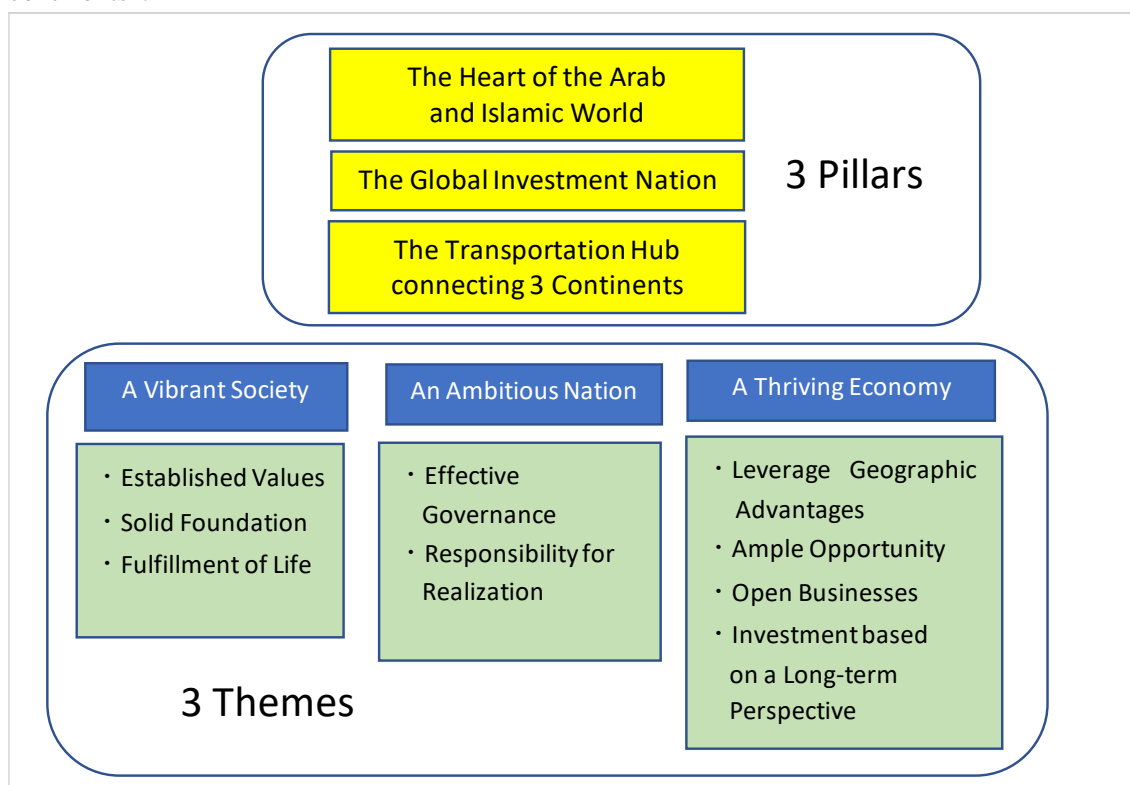 The Heart of the Arab
and Islamic World
The Global Investment Nation
3 Pillars
The Transportation Hub
connecting 3 Continents
A Vibrant Society
・Established Values
・Solid Foundation
・Fulfillment of Life
An Ambitious Nation
・Effective
Governance
・Responsibility for
Realization
A Thriving Economy
・Leverage Geographic
Advantages
・Ample Opportunity
・Open Businesses
・Investment based
on a Long-term
Perspective
3 Themes